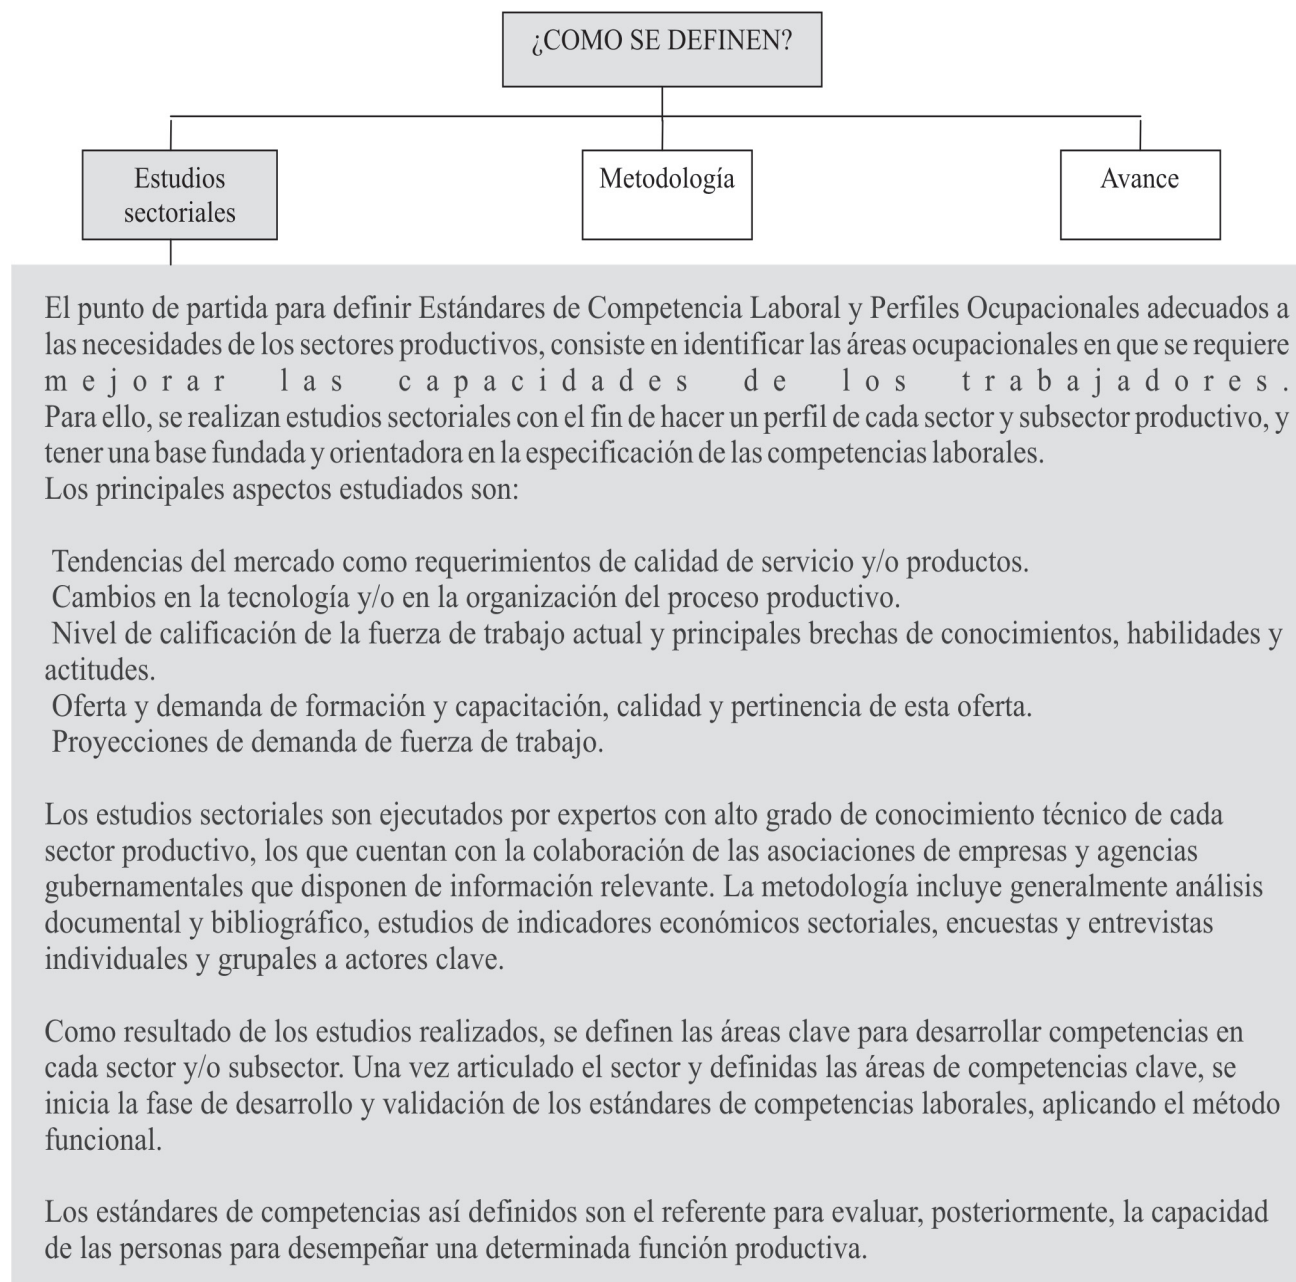 ¿COMO SE DEFINEN?
Estudios
sectoriales
Metodología
Avance
El punto de partida para definir Estándares de Competencia Laboral y Perfiles Ocupacionales adecuados a
las necesidades de los sectores productivos, consiste en identificar las áreas ocupacionales en que se requiere
mejorar las capacidades de los trabajadores.
Para ello, se realizan estudios sectoriales con el fin de hacer un perfil de cada sector y subsector productivo, y
tener una base fundada y orientadora en la especificación de las competencias laborales.
Los principales aspectos estudiados son:
Tendencias del mercado como requerimientos de calidad de servicio y/o productos.
Cambios en la tecnología y/o en la organización del proceso productivo.
Nivel de calificación de la fuerza de trabajo actual y principales brechas de conocimientos, habilidades y
actitudes.
Oferta y demanda de formación y capacitación, calidad y pertinencia de esta oferta.
Proyecciones de demanda de fuerza de trabajo.
Los estudios sectoriales son ejecutados por expertos con alto grado de conocimiento técnico de cada
sector productivo, los que cuentan con la colaboración de las asociaciones de empresas y agencias
gubernamentales que disponen de información relevante. La metodología incluye generalmente análisis
documental y bibliográfico, estudios de indicadores económicos sectoriales, encuestas y entrevistas
individuales y grupales a actores clave.
Como resultado de los estudios realizados, se definen las áreas clave para desarrollar competencias en
cada sector y/o subsector. Una vez articulado el sector y definidas las áreas de competencias clave, se
inicia la fase de desarrollo y validación de los estándares de competencias laborales, aplicando el método
funcional.
Los estándares de competencias así definidos son el referente para evaluar, posteriormente, la capacidad
de las personas para desempeñar una determinada función productiva.